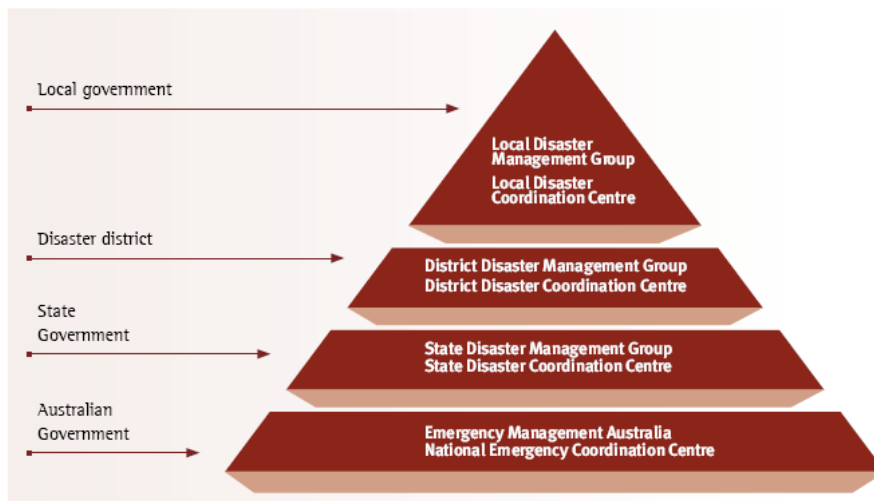 Local government
Local Disaster
Management Group
Local Disaster
Coordination Centre
Disaster district
District Disaster Management Group
District Disaster Coordination Centre
State
Government
State Disaster Management Group
State Disaster Coordination Centre
Australian
Government
Emergency Management Australia
National Emergency Coordination Centre